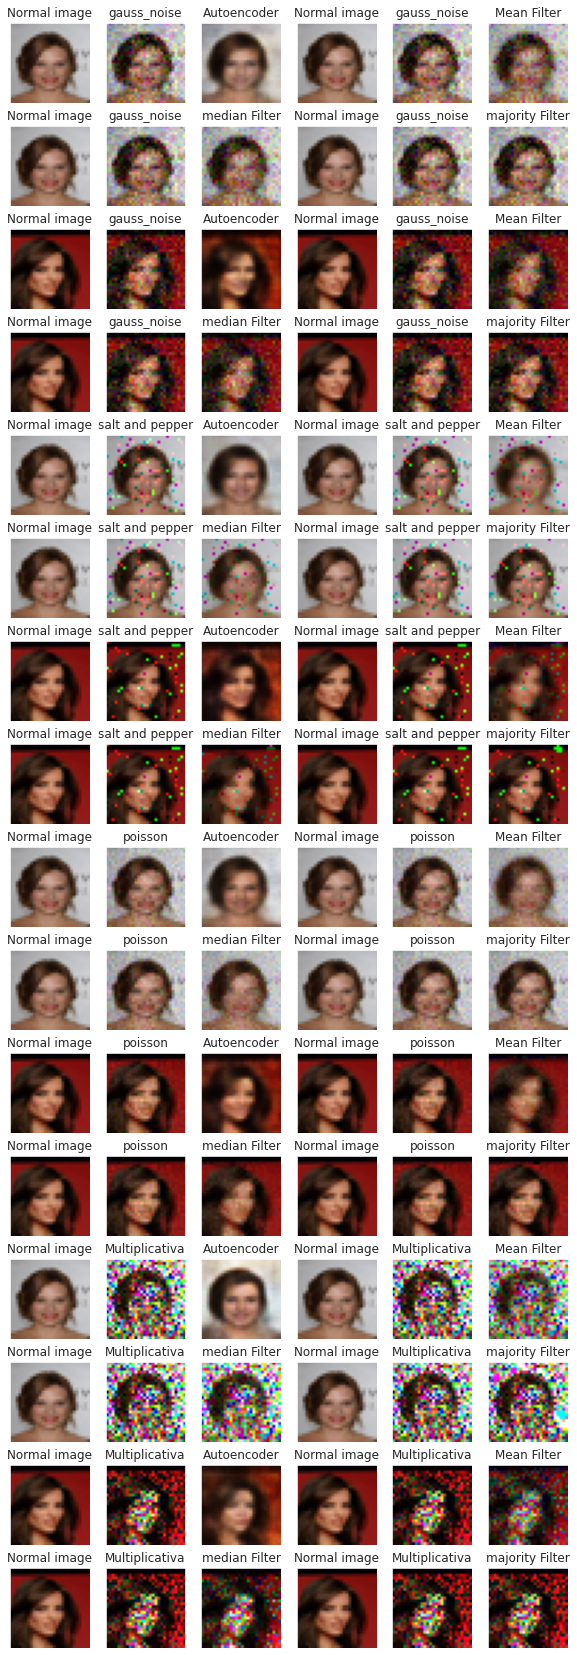 Normal image gauss_noise Autoencoder Normal image gauss_noise Mean Filter
Normal image gauss_noise median Filter Normal image gauss_noise majority Filter
Normal image gauss_noise Autoencoder Normal image gauss_noise Mean Filter
Normal image gauss_noise median Filter Normal image gauss_noise majority Filter
Normal image salt and pepper Autoencoder Normal image salt and pepper Mean Filter
Normal image salt and pepper median Filter Normal image salt and pepper majority Filter
Normal image salt and pepper Autoencoder Normal image salt and pepper Mean Filter
Normal image salt and pepper median Filter Normal image salt and pepper majority Filter
Normal image poisson Autoencoder Normal image poisson Mean Filter
Normal image poisson median Filter Normal image poisson majority Filter
Normal image poisson Autoencoder Normal image poisson Mean Filter
Normal image poisson median Filter Normal image poisson majority Filter
Normal image Multiplicativa Autoencoder Normal image Multiplicativa Mean Filter
Normal image Multiplicativa median Filter Normal image Multiplicativa majority Filter
Normal image Multiplicativa Autoencoder Normal image Multiplicativa Mean Filter
Normal image Multiplicativa median Filter Normal image Multiplicativa majority Filter